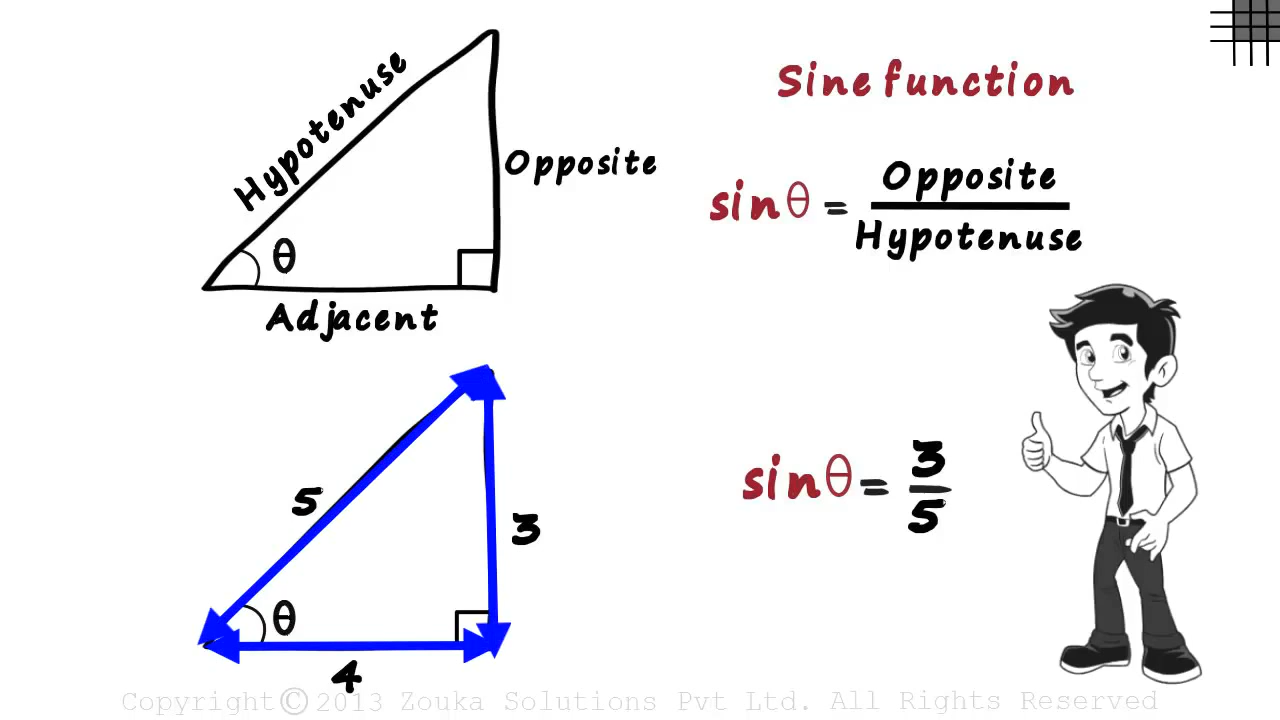 Hypotenuse
Opposite
θ
Adjacent
Sine function
sinθ = Opposite
Hypotenuse
5
3
θ
4
sinθ = 3
5
Copyright © 2013 Zouka Solutions Pvt Ltd. All Rights Reserved